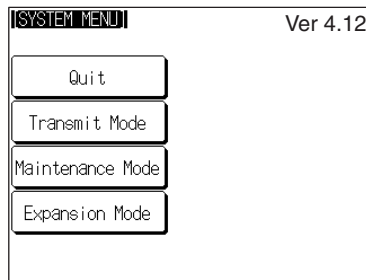 [SYSTEM MENU]
Ver 4.12
Quit
Transmit Mode
Maintenance Mode
Expansion Mode